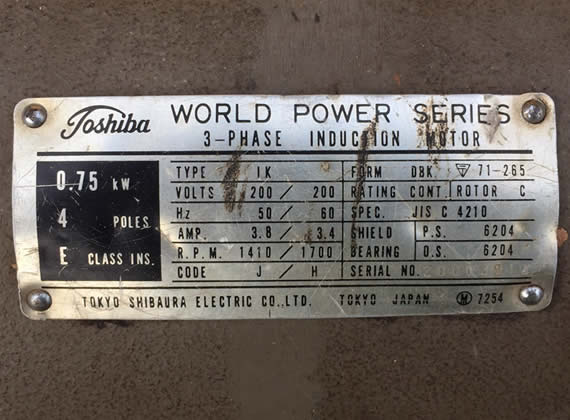 Toshiba WORLD POWER SERIES
3-PHASE INDUCTION MOTOR
0.75 kW
4 POLES
E CLASS INS.
TYPE IK FORM DBK. 71-265
VOLTS 200 / 200 RATING CONT. ROTOR C
Hz 50 / 60 SPEC. JIS C 4210
AMP. 3.8 / 3.4 SHIELD P.S. 6204
R.P.M. 1410 / 1700 BEARING O.S. 6204
CODE J / H SERIAL NO.
TOKYO SHIBAURA ELECTRIC CO.,LTD. TOKYO JAPAN M 7254